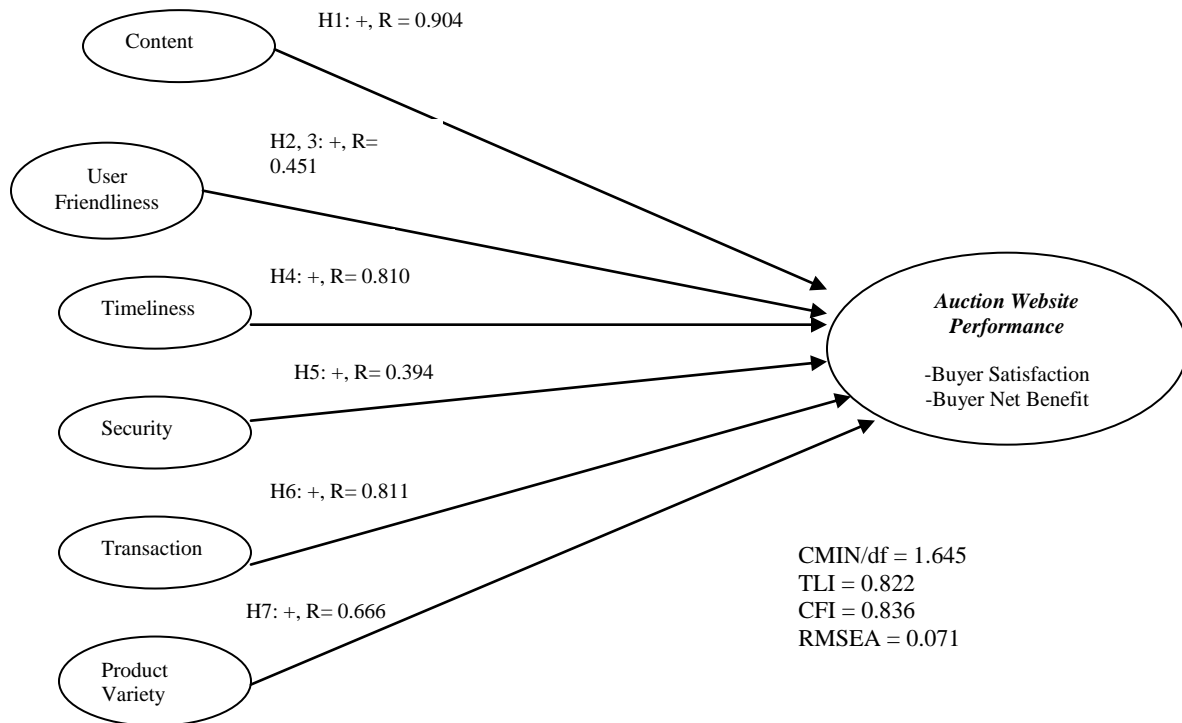 H1: +, R = 0.904
Content
H2, 3: +, R=
0.451
User
Friendliness
H4: +, R= 0.810
Timeliness
H5: +, R= 0.394
Security
H6: +, R= 0.811
Transaction
H7: +, R= 0.666
Product
Variety
Auction Website
Performance
-Buyer Satisfaction
-Buyer Net Benefit
CMIN/df = 1.645
TLI = 0.822
CFI = 0.836
RMSEA = 0.071